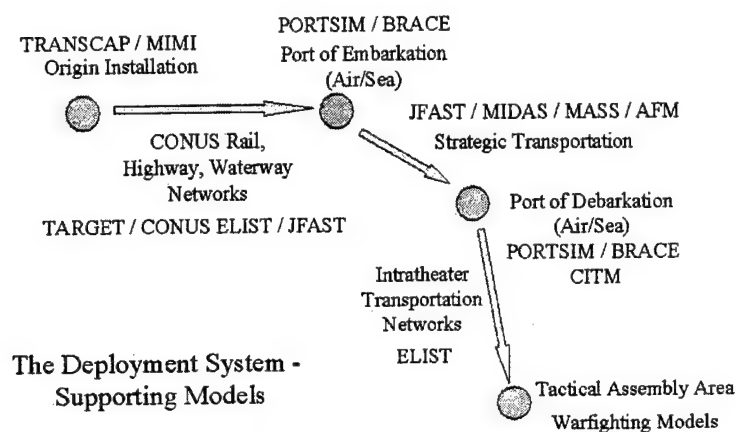 TRANSCAP / MIMI
Origin Installation
PORTSIM / BRACE
Port of Embarkation
(Air/Sea)
CONUS Rail,
Highway, Waterway
Networks
TARGET / CONUS ELIST / JFAST
JFAST / MIDAS / MASS / AFM
Strategic Transportation
Port of Debarkation
(Air/Sea)
PORTSIM / BRACE
CITM
Intratheater
Transportation
Networks
ELIST
Tactical Assembly Area
Warfighting Models
The Deployment System -
Supporting Models